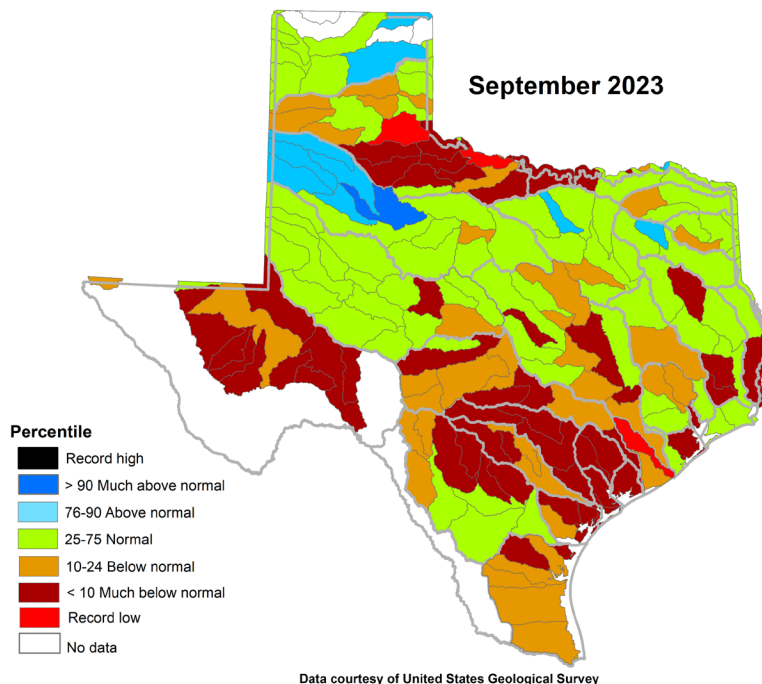 September 2023
Percentile
Record high
> 90 Much above normal
76-90 Above normal
25-75 Normal
10-24 Below normal
< 10 Much below normal
Record low
No data
Data courtesy of United States Geological Survey